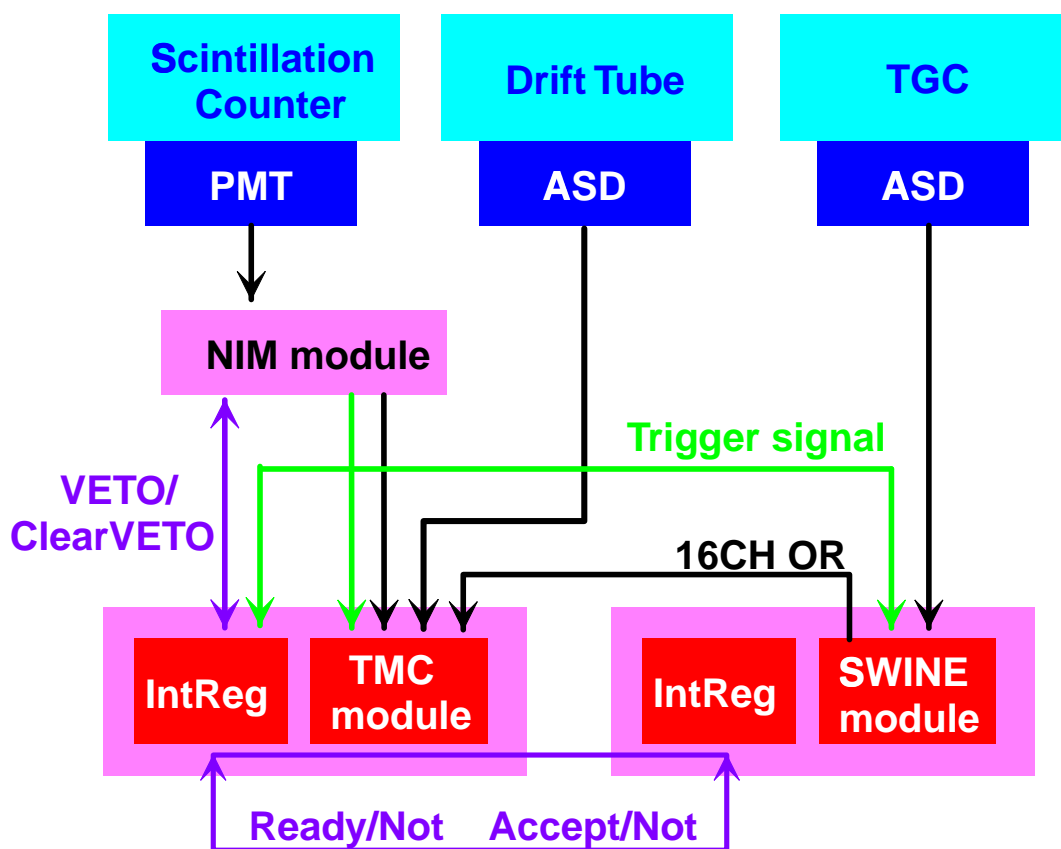 Scintillation
Counter
Drift Tube
TGC
PMT
ASD
ASD
NIM module
Trigger signal
VETO/
ClearVETO
16CH OR
IntReg
TMC
module
IntReg
SWINE
module
Ready/Not
Accept/Not